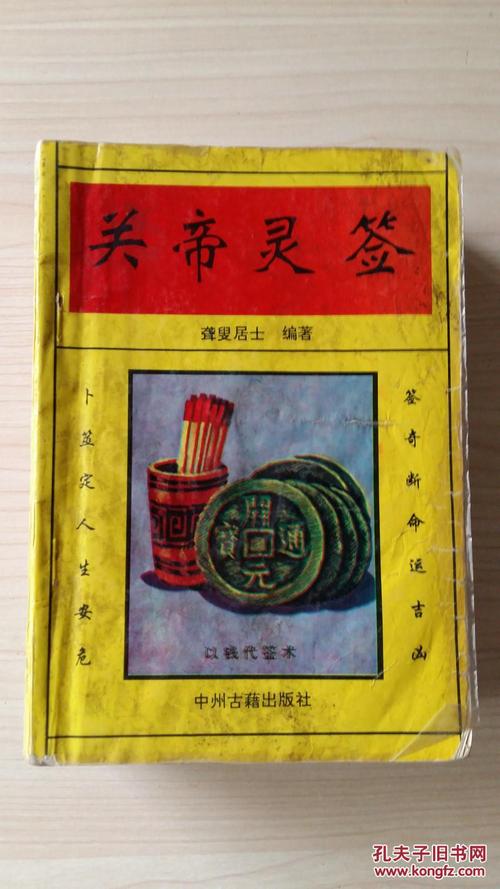 关帝灵签
聋叟居士 编著
签奇断命运吉凶
卜筮定人生安危
開元通寳
以钱代签术
中州古藉出版社
孔夫子旧书网
www.kongfz.com